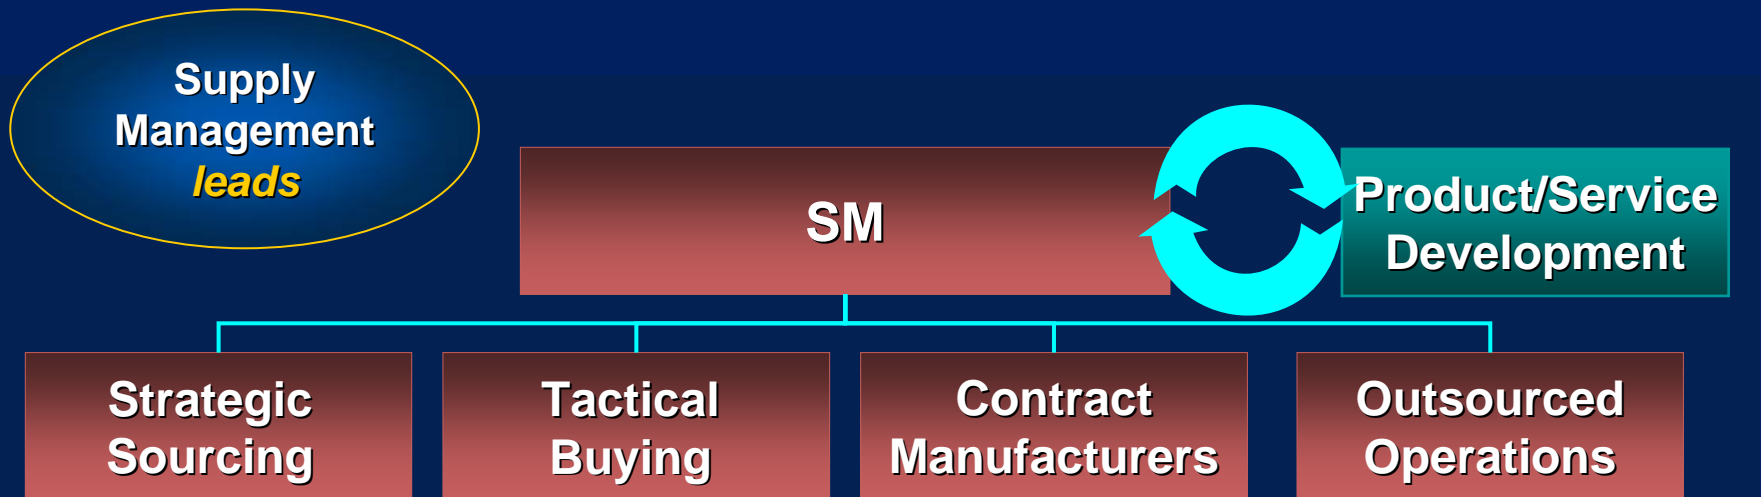 Supply
Management
leads
SM
Product/Service
Development
Strategic
Sourcing
Tactical
Buying
Contract
Manufacturers
Outsourced
Operations